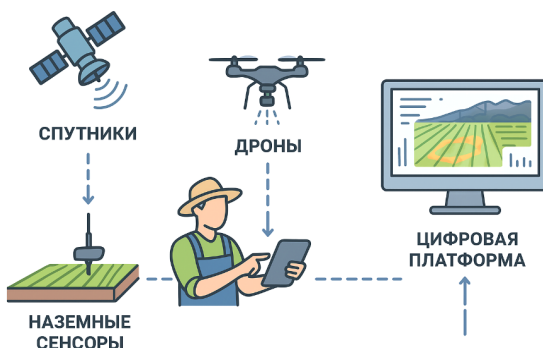 СПУТНИКИ
ДРОНЫ
ЦИФРОВАЯ
ПЛАТФОРМА
НАЗЕМНЫЕ
СЕНСОРЫ